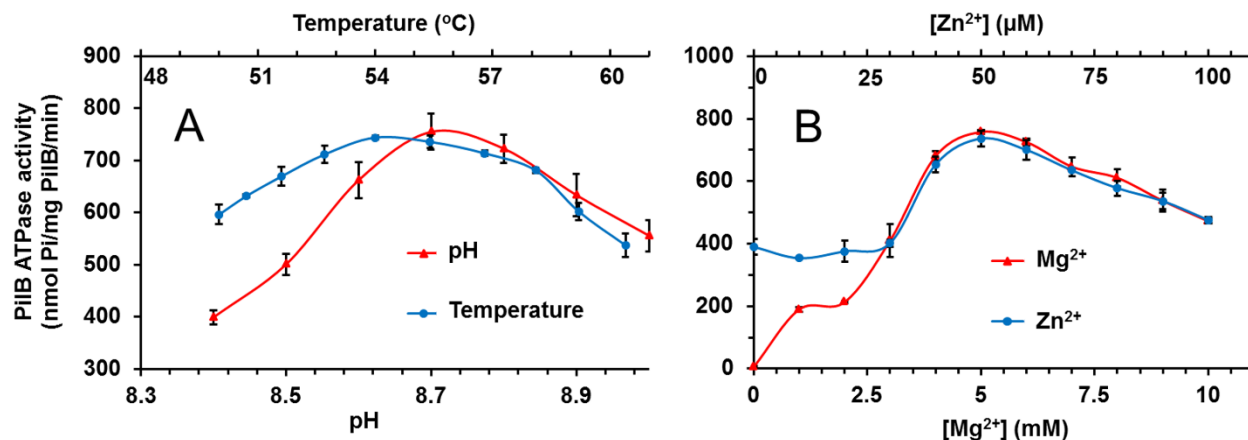 Temperature (°C)
48 51 54 57 60
900
800
700
600
500
400
300
PilB ATPase activity
(nmol Pi/mg PilB/min)
A
pH
Temperature
8.3 8.5 8.7 8.9
pH
[Zn²⁺] (µM)
0 25 50 75 100
1000
800
600
400
200
0
B
Mg²⁺
Zn²⁺
0 2.5 5 7.5 10
[Mg²⁺] (mM)